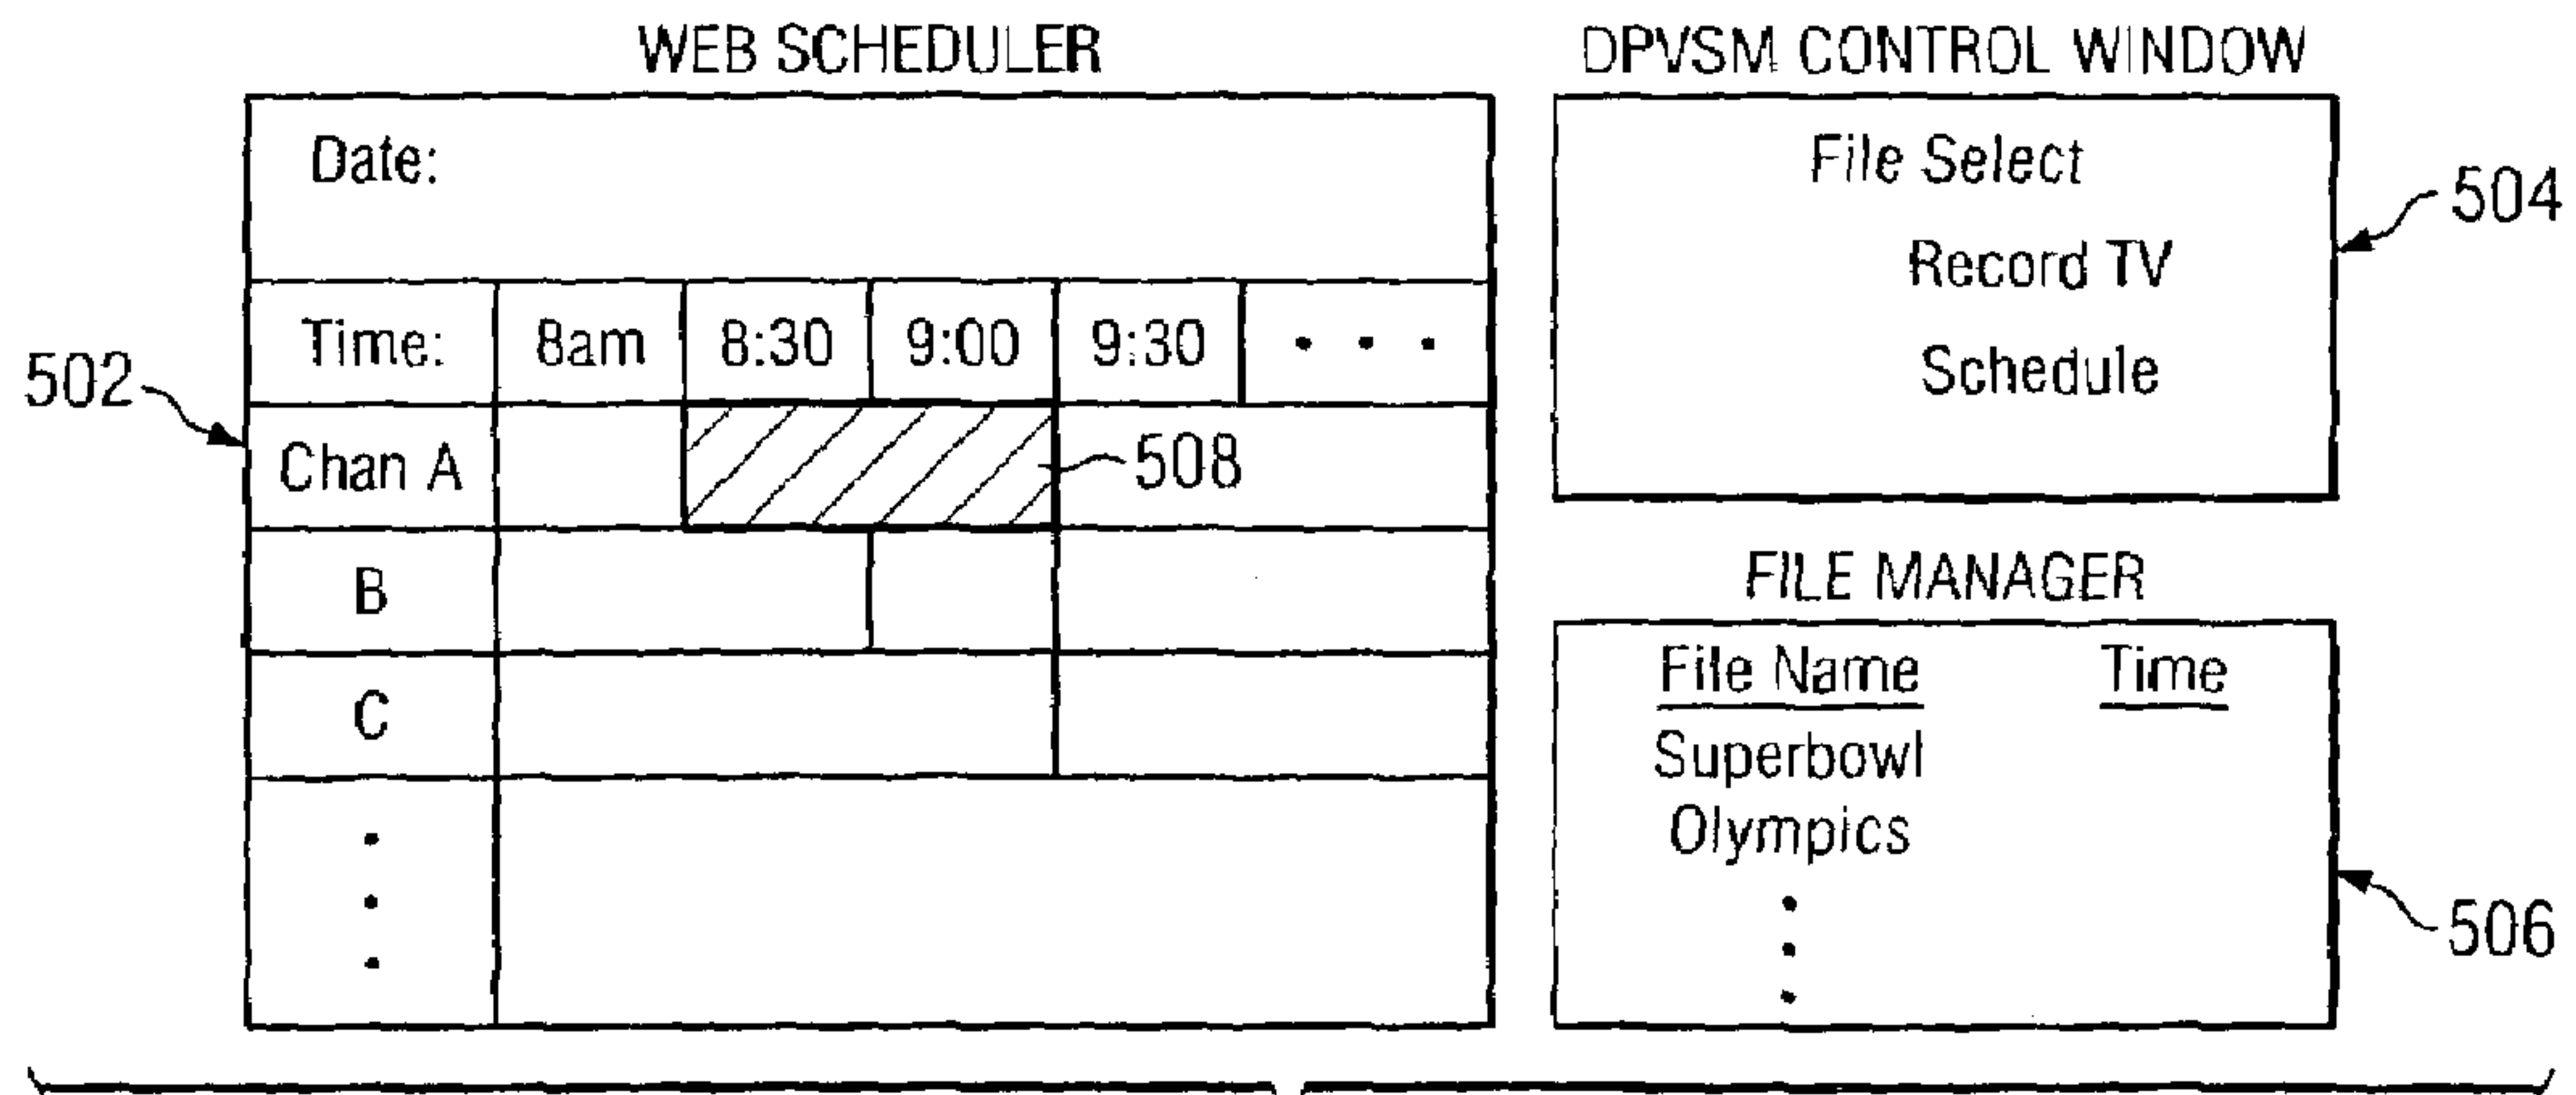 WEB SCHEDULER
Date:
Time: 8am 8:30 9:00 9:30 . . .
502
Chan A 508
B
C
DPVSM CONTROL WINDOW
File Select
504
Record TV
Schedule
FILE MANAGER
File Name Time
Superbowl
Olympics
506